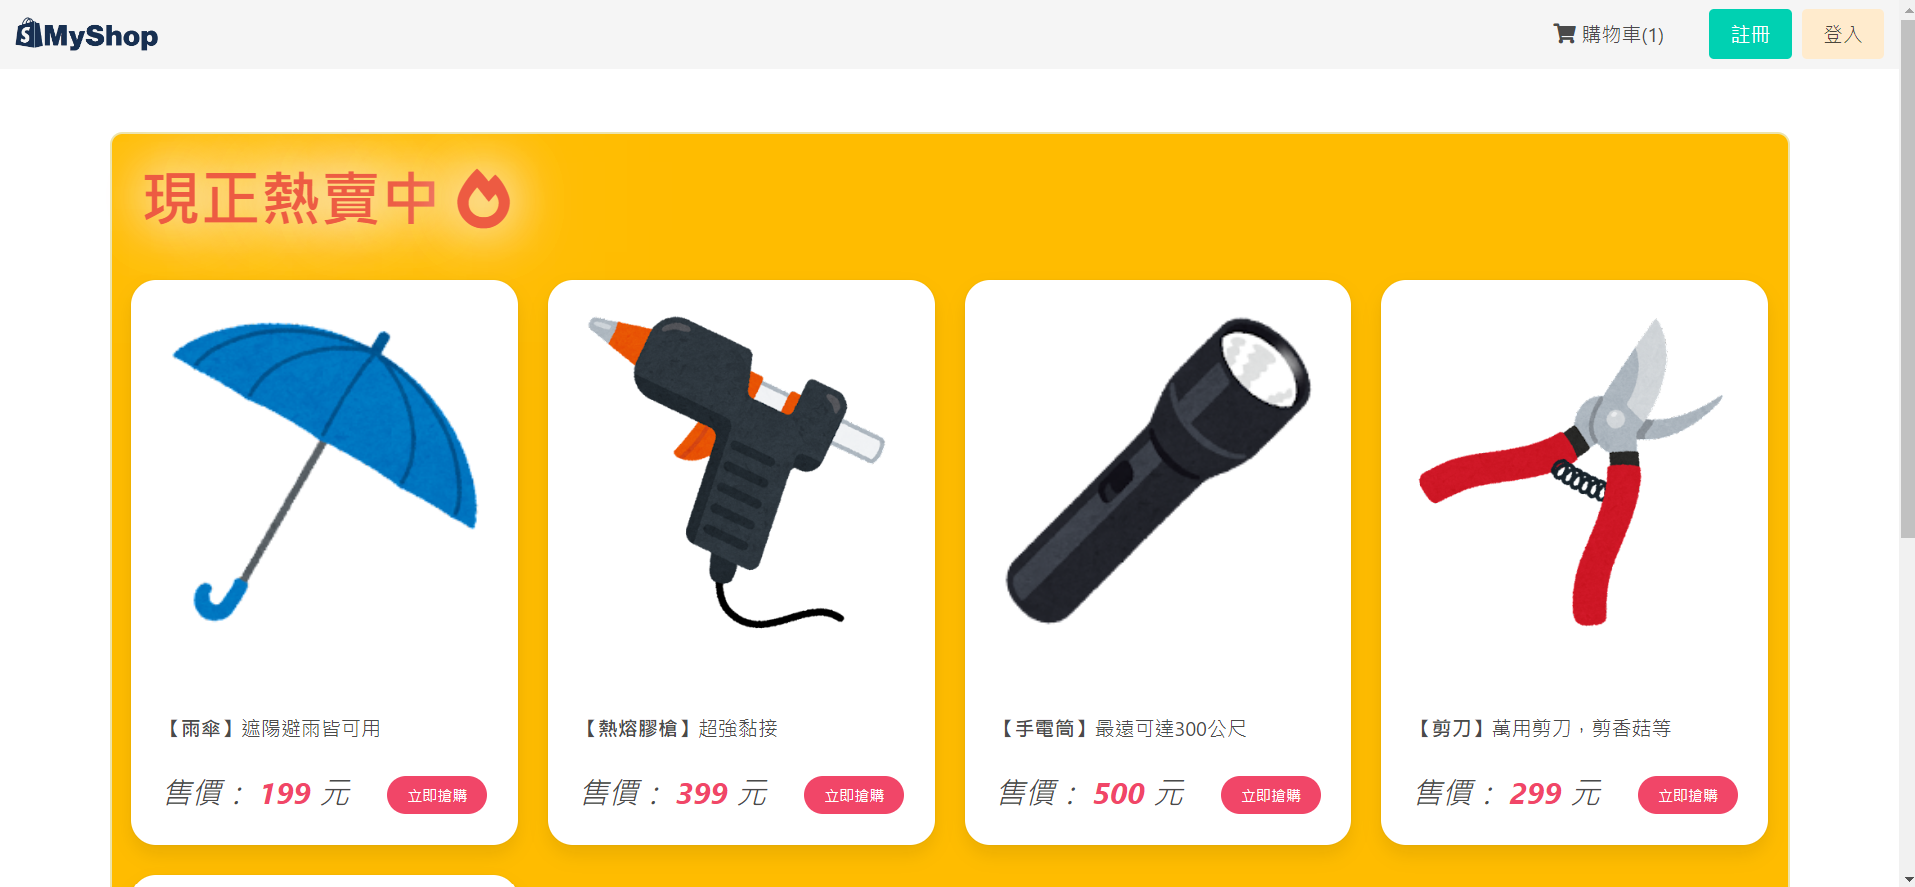 MyShop
購物車(1)
註冊
登入
現正熱賣中
【雨傘】遮陽避雨皆可用
售價： 199 元
立即搶購
【熱熔膠槍】超強黏接
售價： 399 元
立即搶購
【手電筒】最遠可達300公尺
售價： 500 元
立即搶購
【剪刀】萬用剪刀，剪香菇等
售價： 299 元
立即搶購